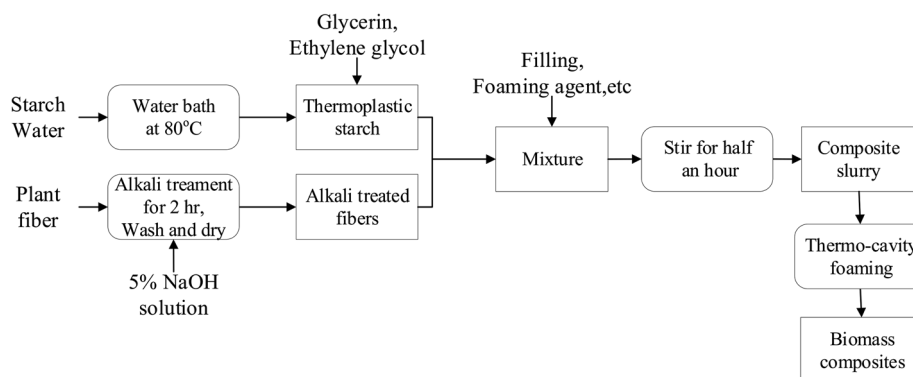 Glycerin,
Ethylene glycol
Filling,
Foaming agent,etc
Starch
Water
Water bath
at 80°C
Thermoplastic
starch
Mixture
Stir for half
an hour
Composite
slurry
Plant
fiber
Alkali treament
for 2 hr,
Wash and dry
Alkali treated
fibers
5% NaOH
solution
Thermo-cavity
foaming
Biomass
composites